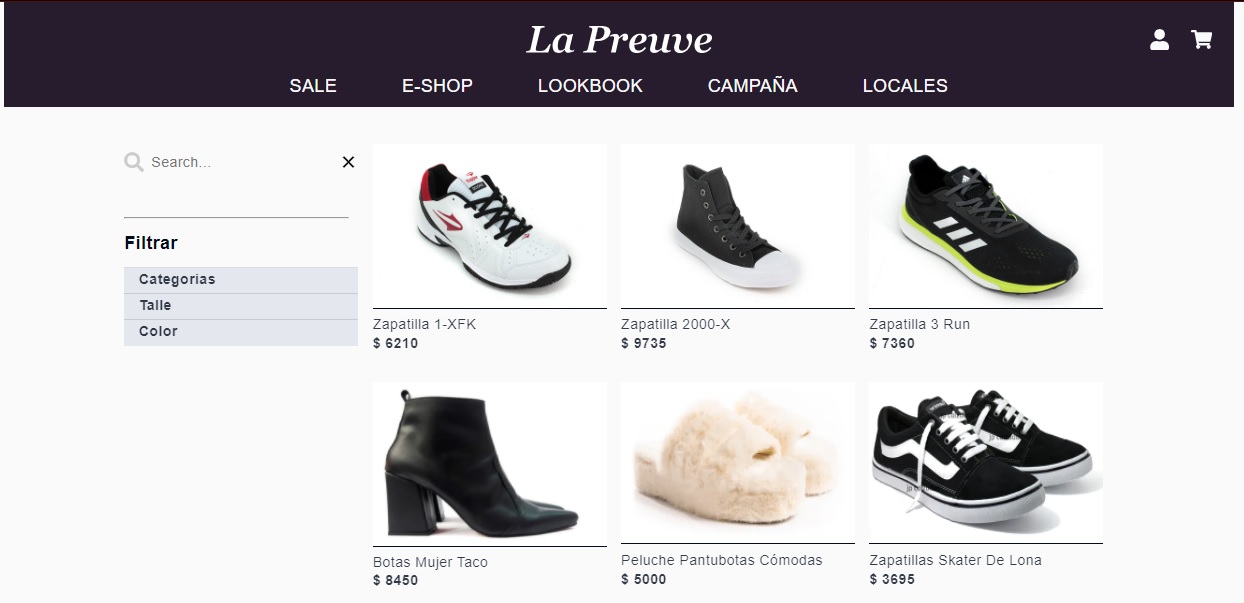 La Preuve
SALE E-SHOP LOOKBOOK CAMPAÑA LOCALES
Search...
Filtrar
Categorias
Talle
Color
Zapatilla 1-XFK
$ 6210
Zapatilla 2000-X
$ 9735
Zapatilla 3 Run
$ 7360
Botas Mujer Taco
$ 8450
Peluche Pantubotas Cómodas
$ 5000
Zapatillas Skater De Lona
$ 3695